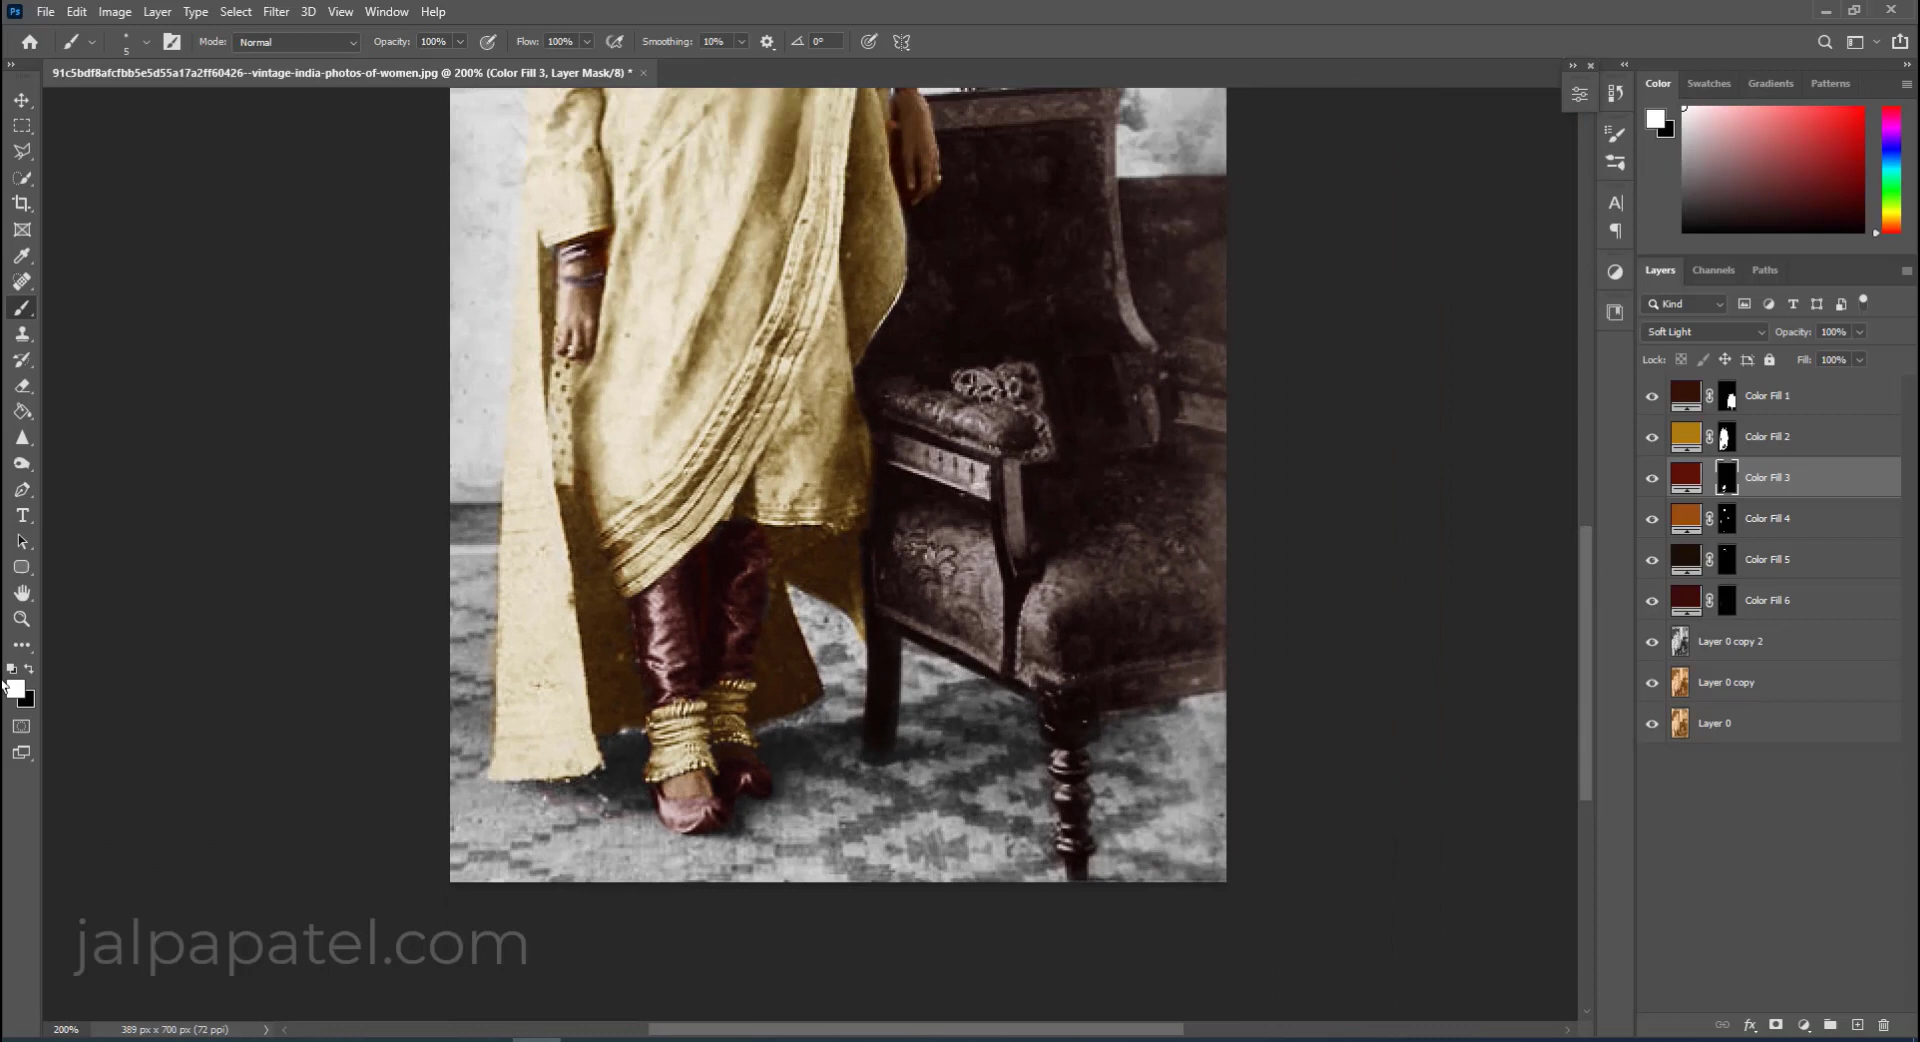 Ps File Edit Image Layer Type Select Filter 3D View Window Help
5 Mode: Normal Opacity: 100% Flow: 100% Smoothing: 10% 0°
91c5bdf8afcfbb5e5d55a17a2ff60426--vintage-india-photos-of-women.jpg @ 200% (Color Fill 3, Layer Mask/8) *
Color Swatches Gradients Patterns
Layers Channels Paths
Kind
Soft Light Opacity: 100%
Lock: Fill: 100%
Color Fill 1
Color Fill 2
Color Fill 3
Color Fill 4
Color Fill 5
Color Fill 6
Layer 0 copy 2
Layer 0 copy
Layer 0
jalpapatel.com
200% 389 px x 700 px (72 ppi)